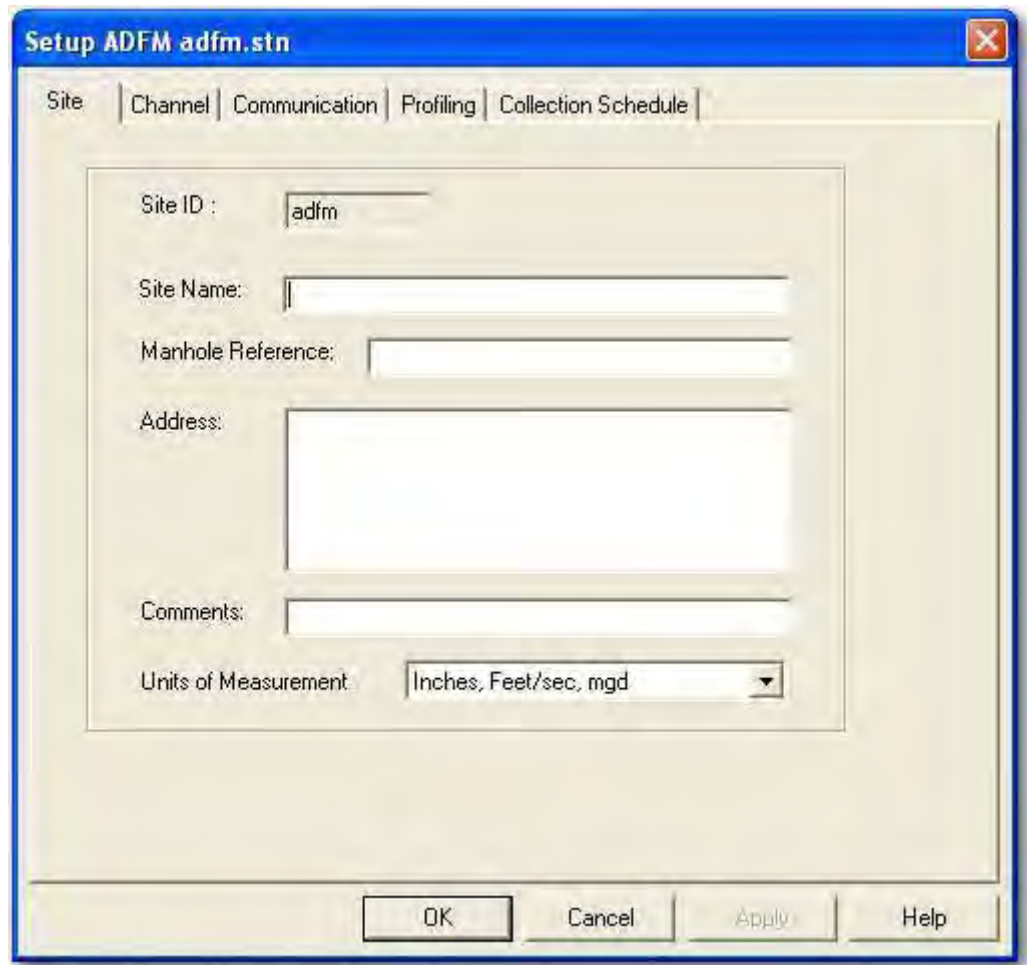 Setup ADFM adfm.stn
Site Channel Communication Profiling Collection Schedule
Site ID : adfm
Site Name:
Manhole Reference:
Address:
Comments:
Units of Measurement Inches, Feet/sec, mgd
OK Cancel Apply Help